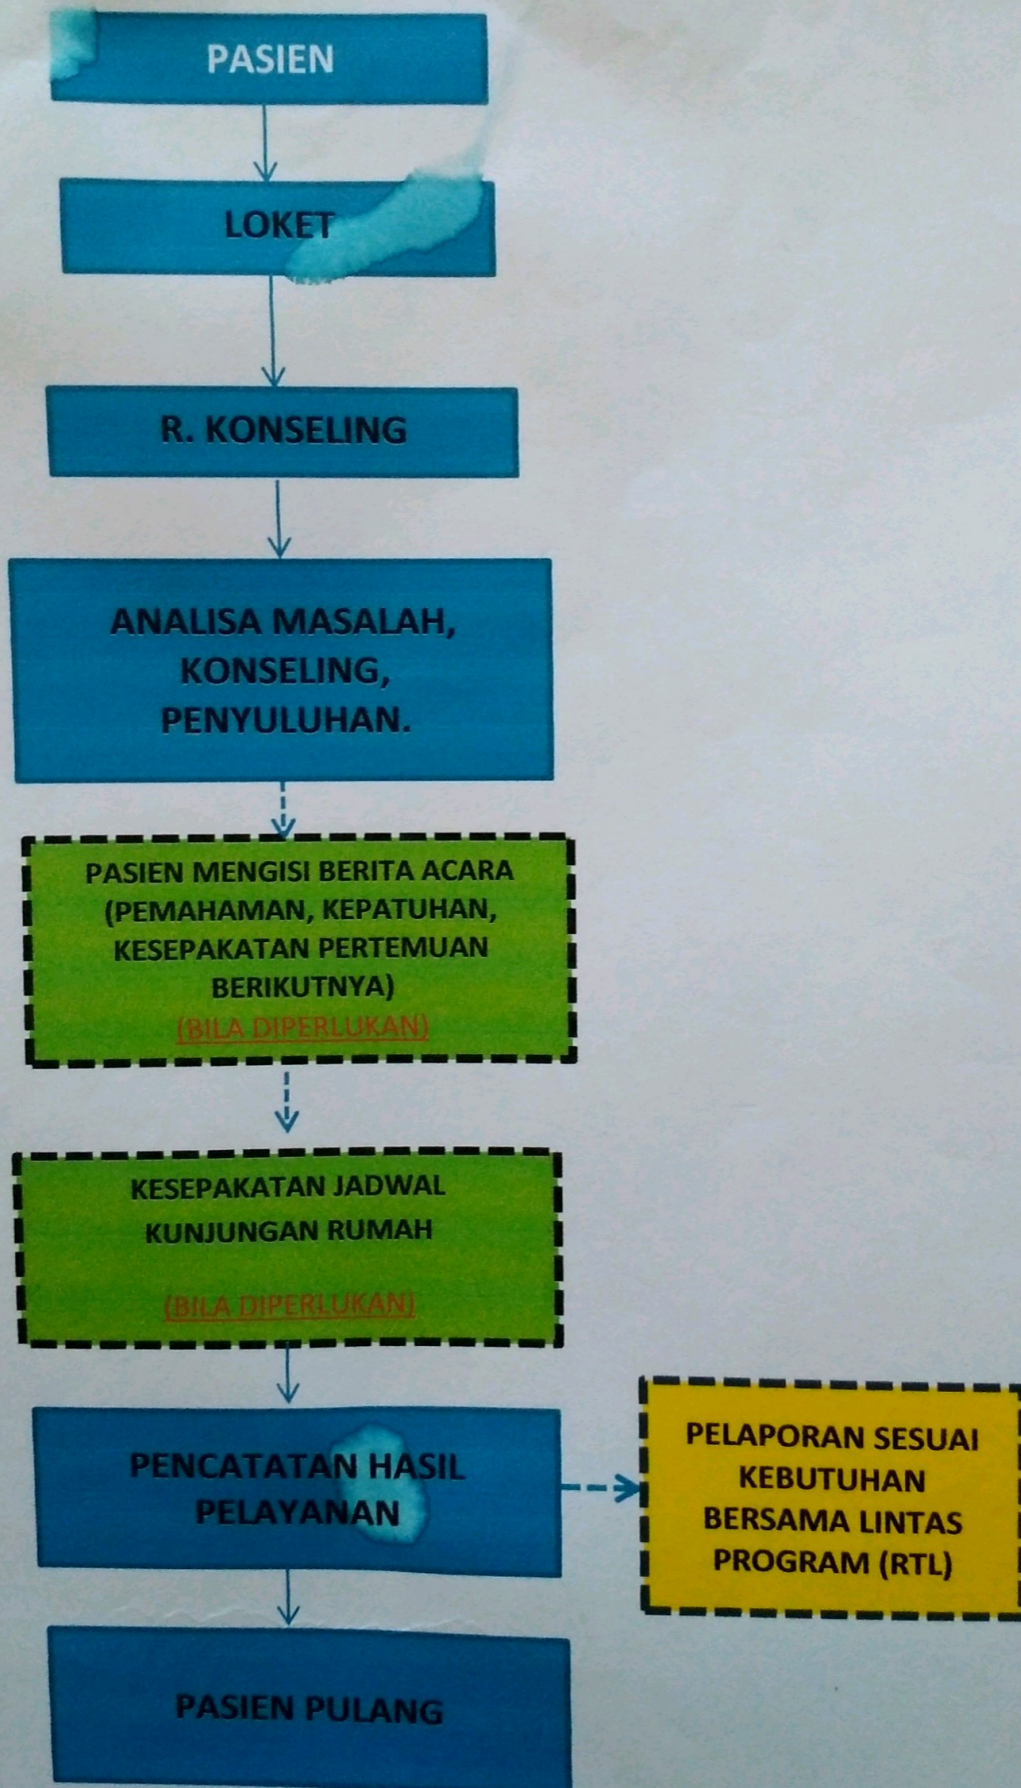 PASIEN
LOKET
R. KONSELING
ANALISA MASALAH,
KONSELING,
PENYULUHAN.
PASIEN MENGISI BERITA ACARA
(PEMAHAMAN, KEPATUHAN,
KESEPAKATAN PERTEMUAN
BERIKUTNYA)
(BILA DIPERLUKAN)
KESEPAKATAN JADWAL
KUNJUNGAN RUMAH
(BILA DIPERLUKAN)
PENCATATAN HASIL
PELAYANAN
PELAPORAN SESUAI
KEBUTUHAN
BERSAMA LINTAS
PROGRAM (RTL)
PASIEN PULANG